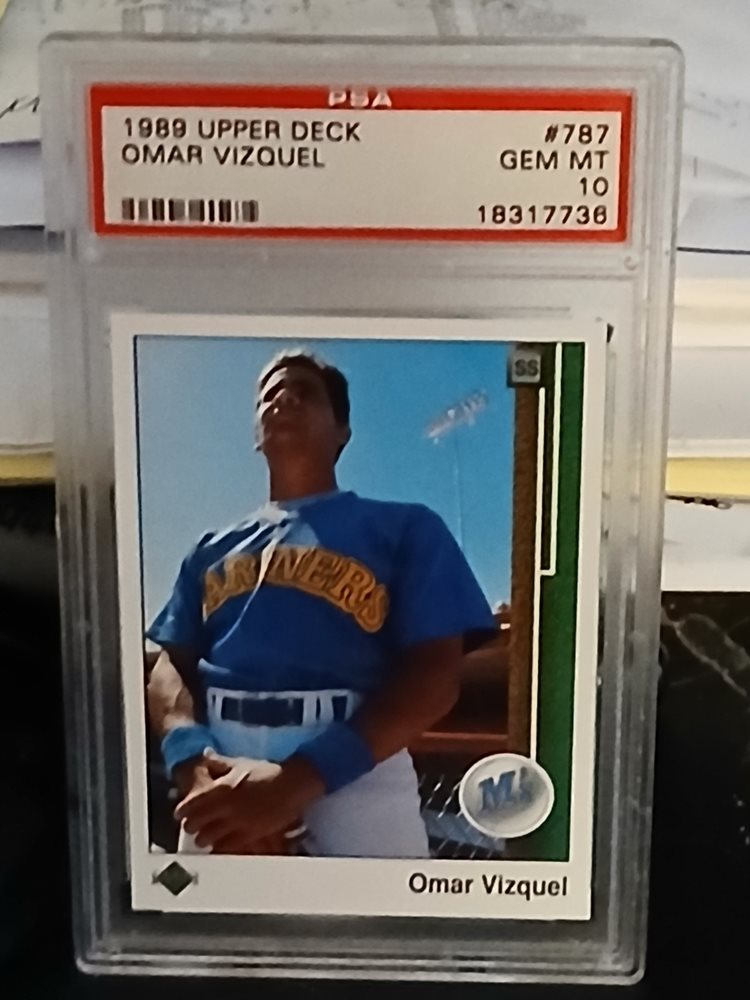 PSA
1989 UPPER DECK #787
OMAR VIZQUEL GEM MT
10
18317736
SS
ARINERS
M's
Omar Vizquel